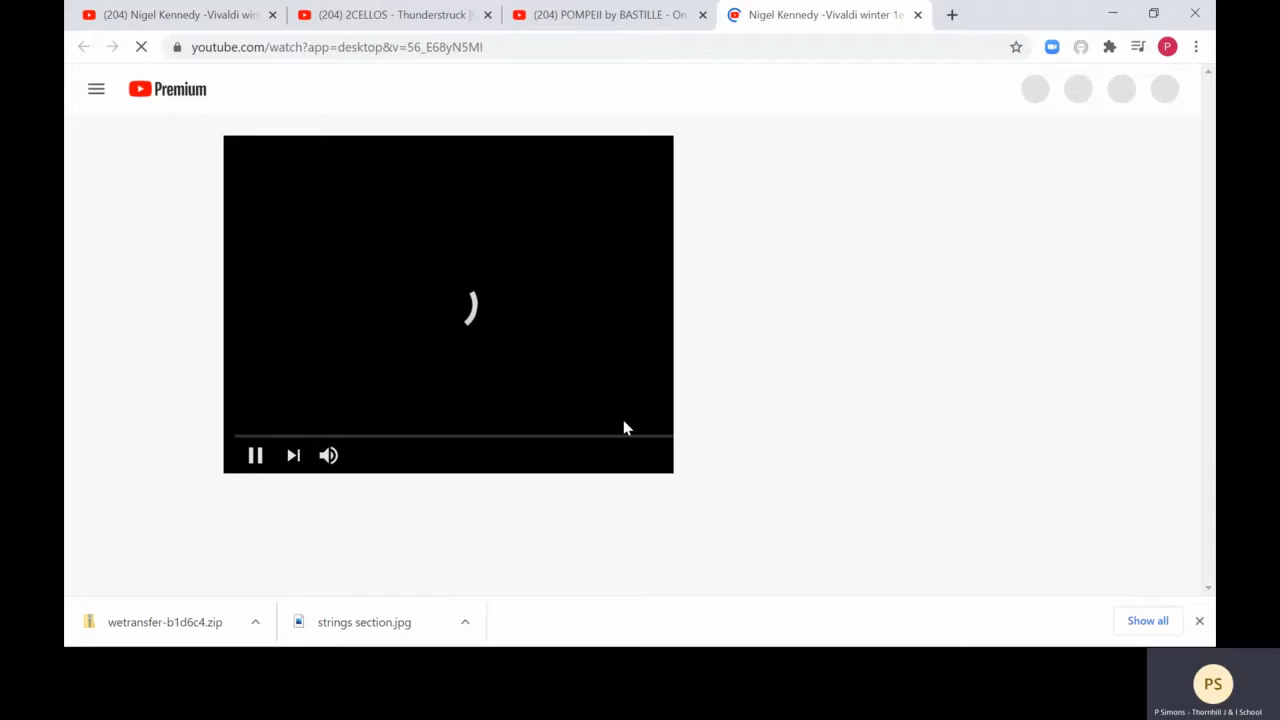 (204) Nigel Kennedy -Vivaldi win
(204) 2CELLOS - Thunderstruck [
(204) POMPEII by BASTILLE - On
Nigel Kennedy -Vivaldi winter 1e
youtube.com/watch?app=desktop&v=56_E68yN5MI
P
Premium
wetransfer-b1d6c4.zip
strings section.jpg
Show all
PS
P Simons - Thornhill J & I School